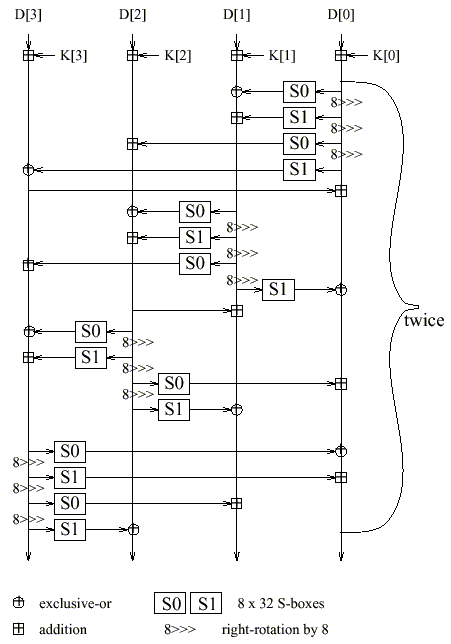 D[3] D[2] D[1] D[0]
K[3] K[2] K[1] K[0]
S0
8>>>
S1
8>>>
S0
8>>>
S1
S0
8>>>
S1
8>>>
S0
8>>>
S1
twice
S0
8>>>
S1
8>>>
S0
8>>>
S1
S0
8>>>
S1
8>>>
S0
8>>>
S1
exclusive-or S0 S1 8 x 32 S-boxes
addition 8>>> right-rotation by 8